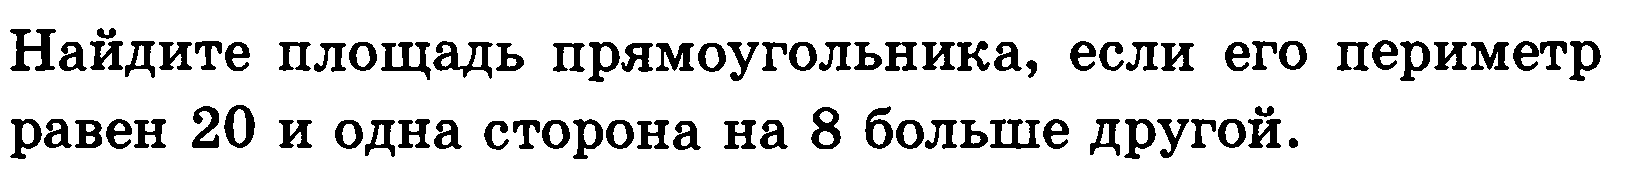 Найдите площадь прямоугольника, если его периметр
равен 20 и одна сторона на 8 больше другой.